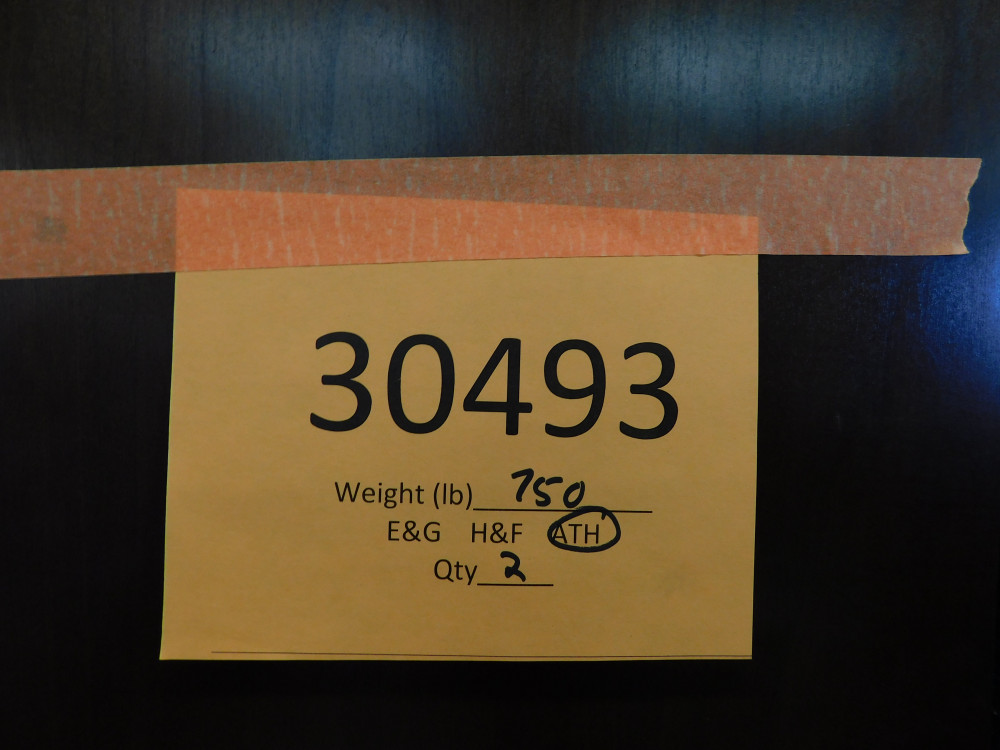 30493
Weight (lb) 750
E&G H&F ATH
Qty 2